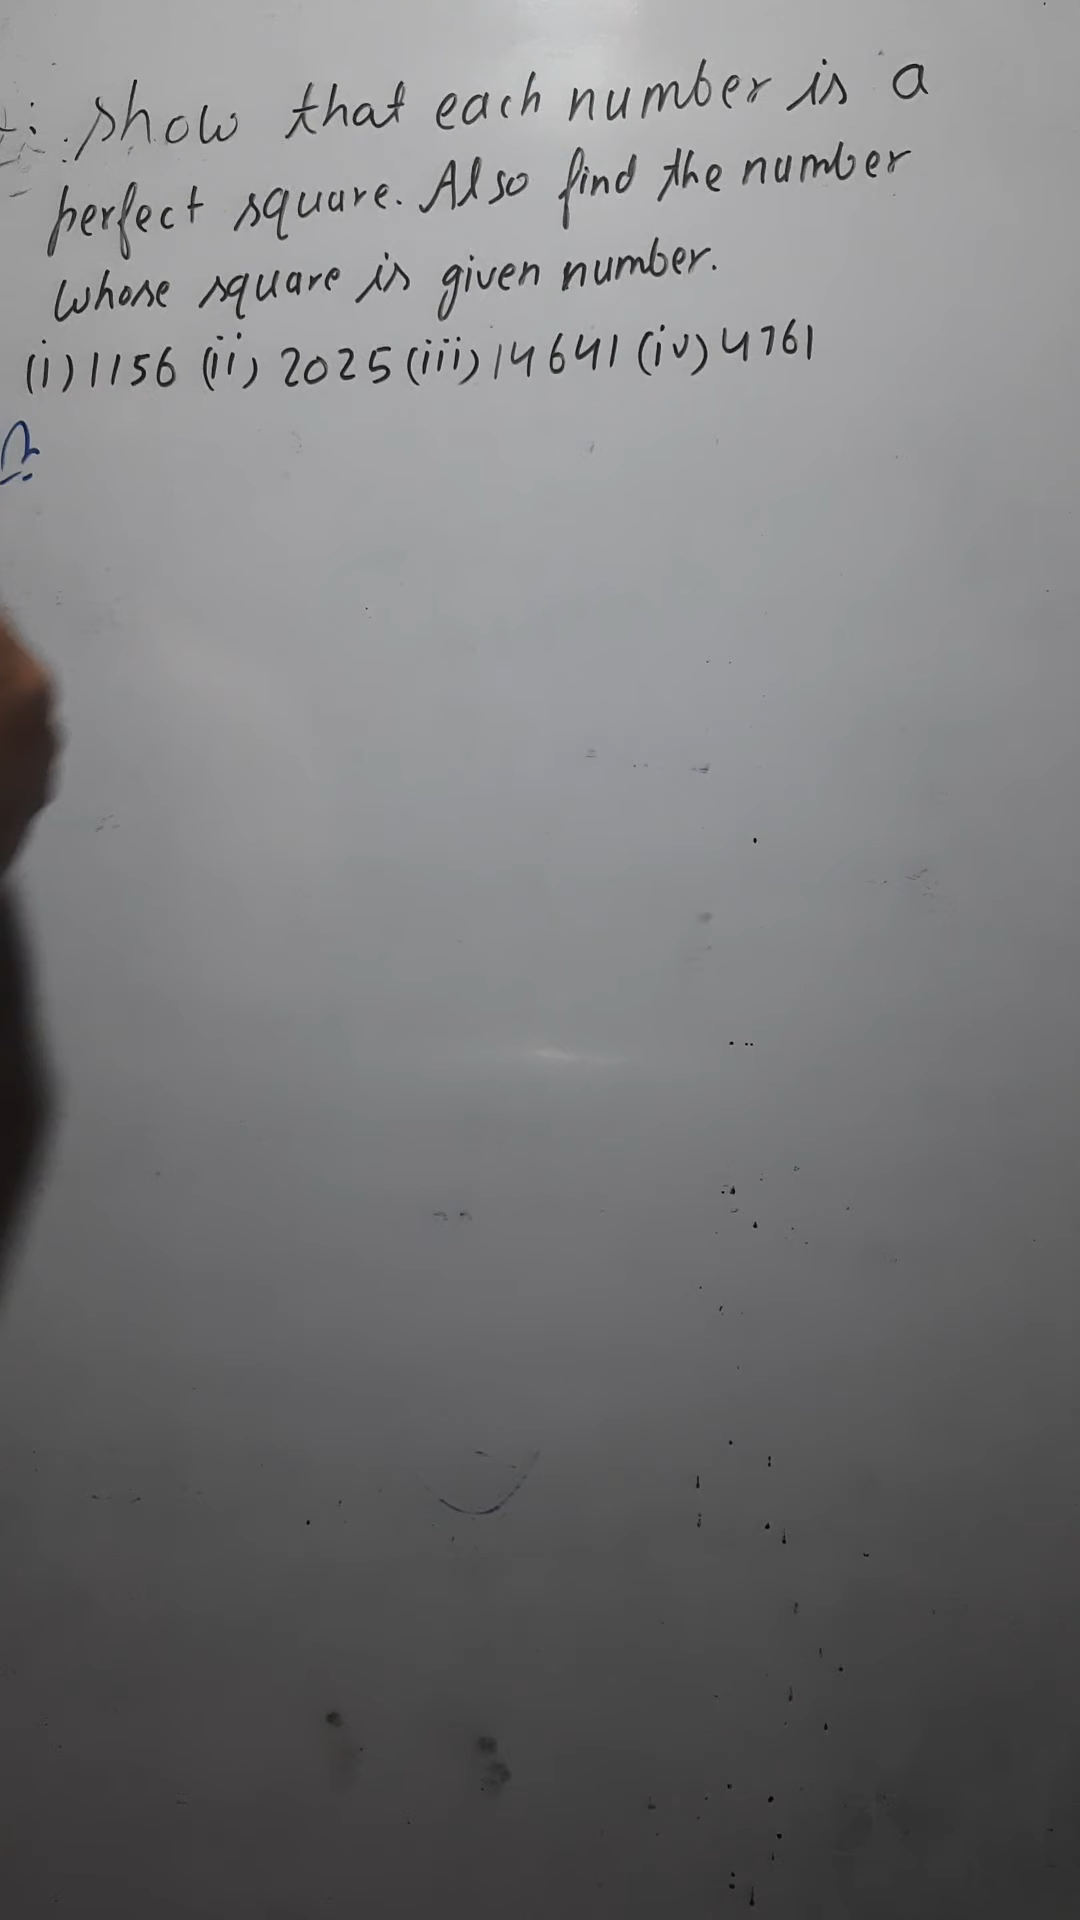 show that each number is a
perfect square. Also find the number
whose square is given number.
(i) 1156 (ii) 2025 (iii) 14641 (iv) 4761